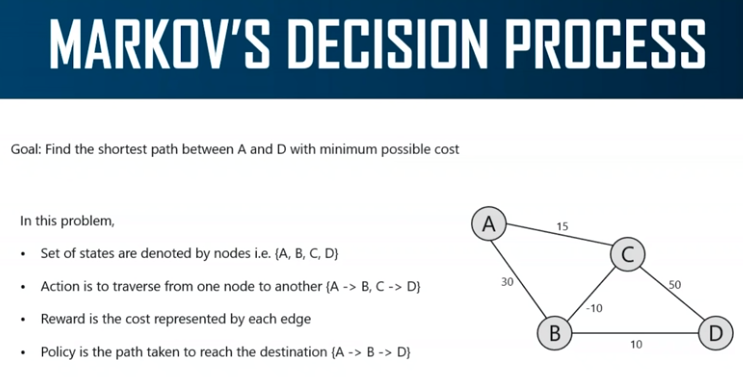 MARKOV'S DECISION PROCESS
Goal: Find the shortest path between A and D with minimum possible cost
In this problem,
• Set of states are denoted by nodes i.e. {A, B, C, D}
• Action is to traverse from one node to another {A -> B, C -> D}
• Reward is the cost represented by each edge
• Policy is the path taken to reach the destination {A -> B -> D}
A
15
C
30
50
-10
B
D
10